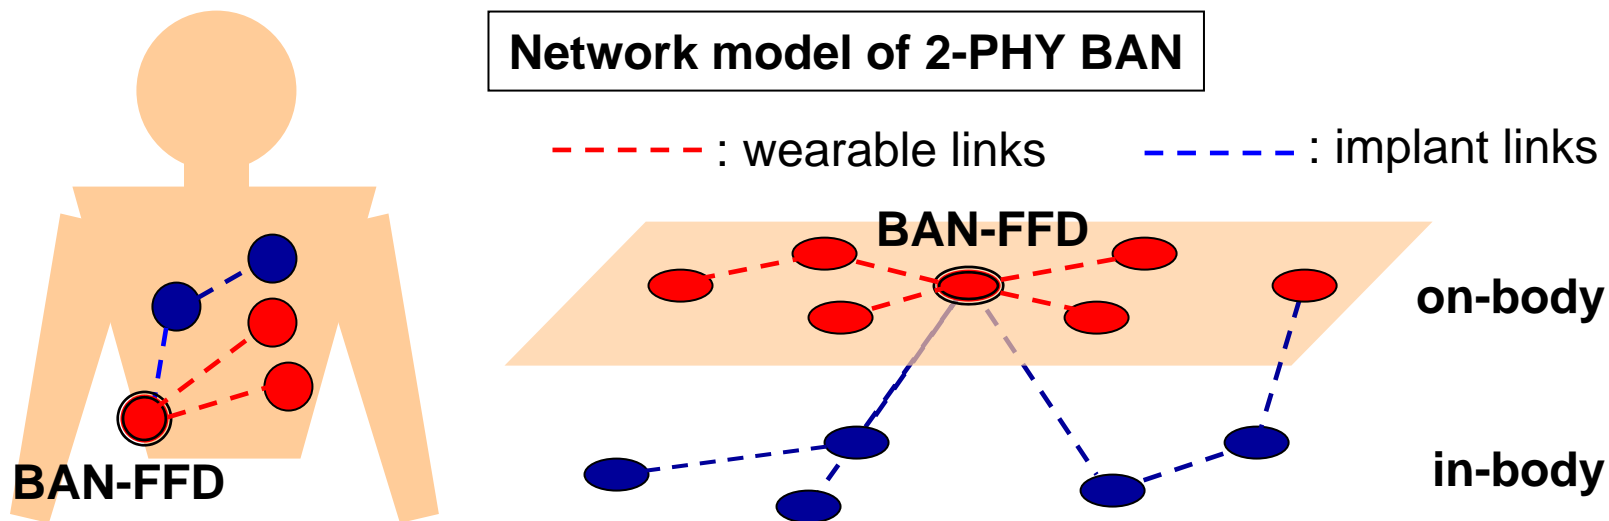 Network model of 2-PHY BAN
: wearable links
: implant links
BAN-FFD
on-body
in-body
BAN-FFD